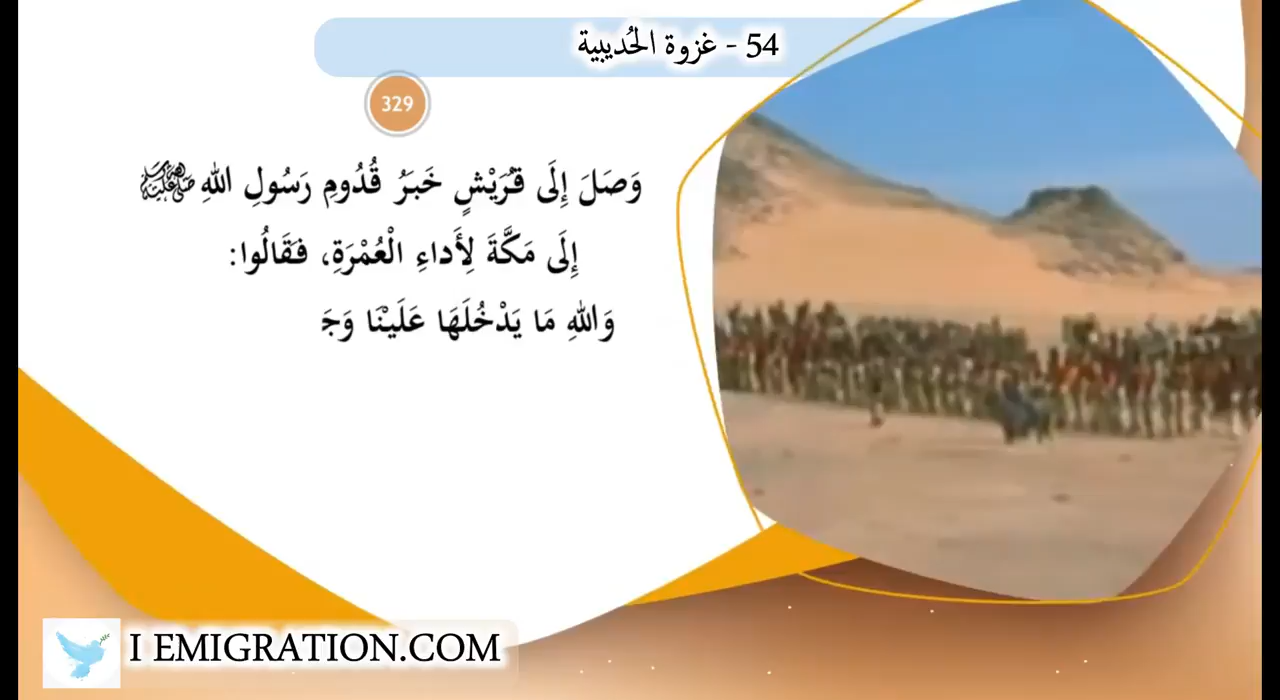 54 - غزوة الحُديبية
329
وَصَلَ إِلَى قُرَيْشٍ خَبَرُ قُدُومِ رَسُولِ اللهِ ﷺ
إِلَى مَكَّةَ لِأَداءِ الْعُمْرَةِ، فَقَالُوا:
وَاللهِ مَا يَدْخُلَهَا عَلَيْنَا وَجَ
I EMIGRATION.COM